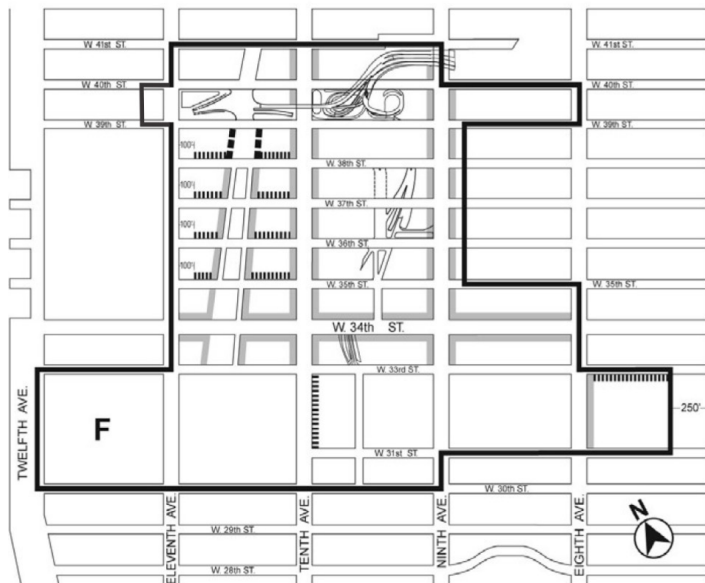 W. 41st ST.
W. 41st ST.
W. 40th ST.
W. 40th ST.
W. 39th ST.
W. 39th ST.
100'
W. 38th ST.
100'
W. 37th ST.
100'
W. 36th ST.
100'
W. 35th ST.
W. 35th ST.
W. 34th ST.
W. 33rd ST.
TWELFTH AVE.
F
250'
W. 31st ST.
W. 30th ST.
ELEVENTH AVE.
TENTH AVE.
NINTH AVE.
EIGHTH AVE.
N
W. 29th ST.
W. 28th ST.